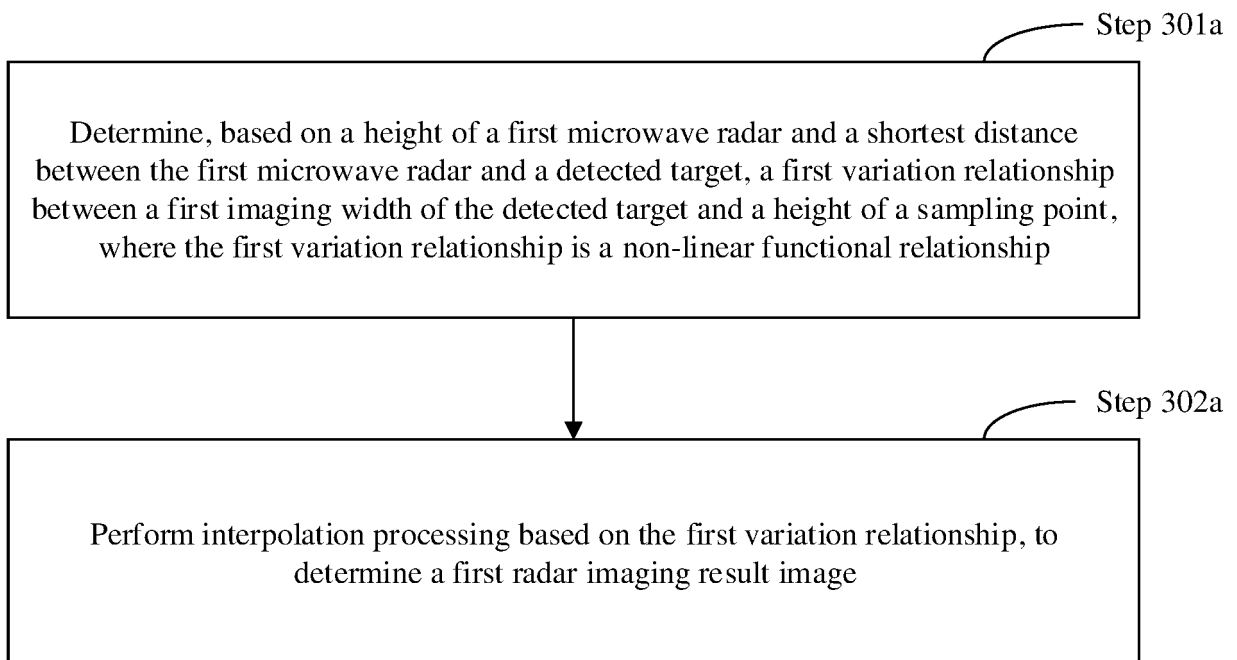 Step 301a
Determine, based on a height of a first microwave radar and a shortest distance
between the first microwave radar and a detected target, a first variation relationship
between a first imaging width of the detected target and a height of a sampling point,
where the first variation relationship is a non-linear functional relationship
Step 302a
Perform interpolation processing based on the first variation relationship, to
determine a first radar imaging result image